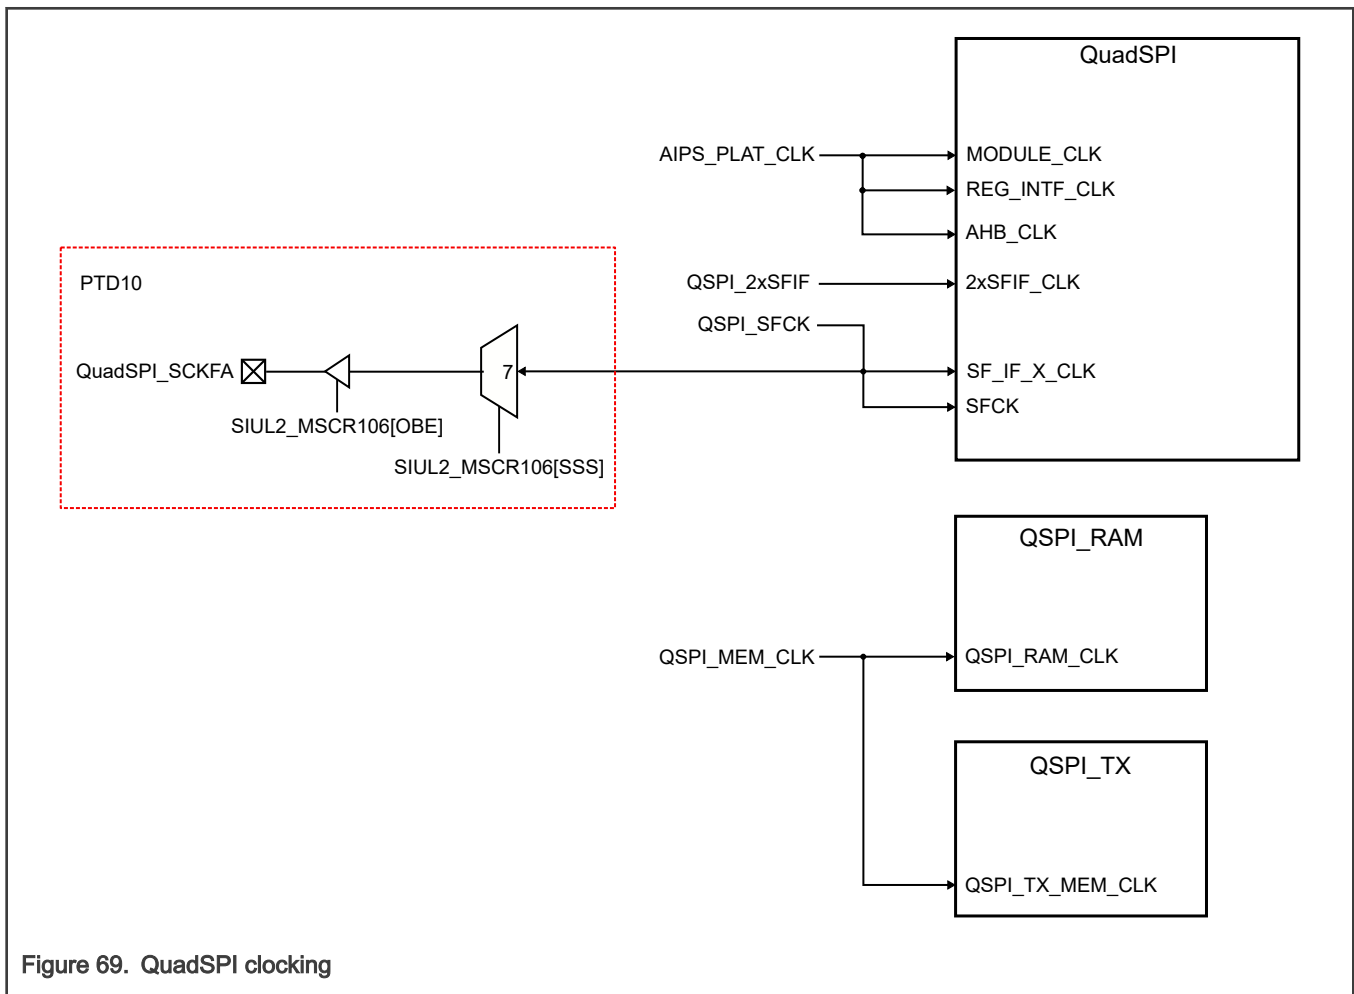 QuadSPI
AIPS_PLAT_CLK
MODULE_CLK
REG_INTF_CLK
AHB_CLK
PTD10
QSPI_2xSFIF
2xSFIF_CLK
QSPI_SFCK
QuadSPI_SCKFA
7
SF_IF_X_CLK
SFCK
SIUL2_MSCR106[OBE]
SIUL2_MSCR106[SSS]
QSPI_RAM
QSPI_MEM_CLK
QSPI_RAM_CLK
QSPI_TX
QSPI_TX_MEM_CLK
Figure 69. QuadSPI clocking